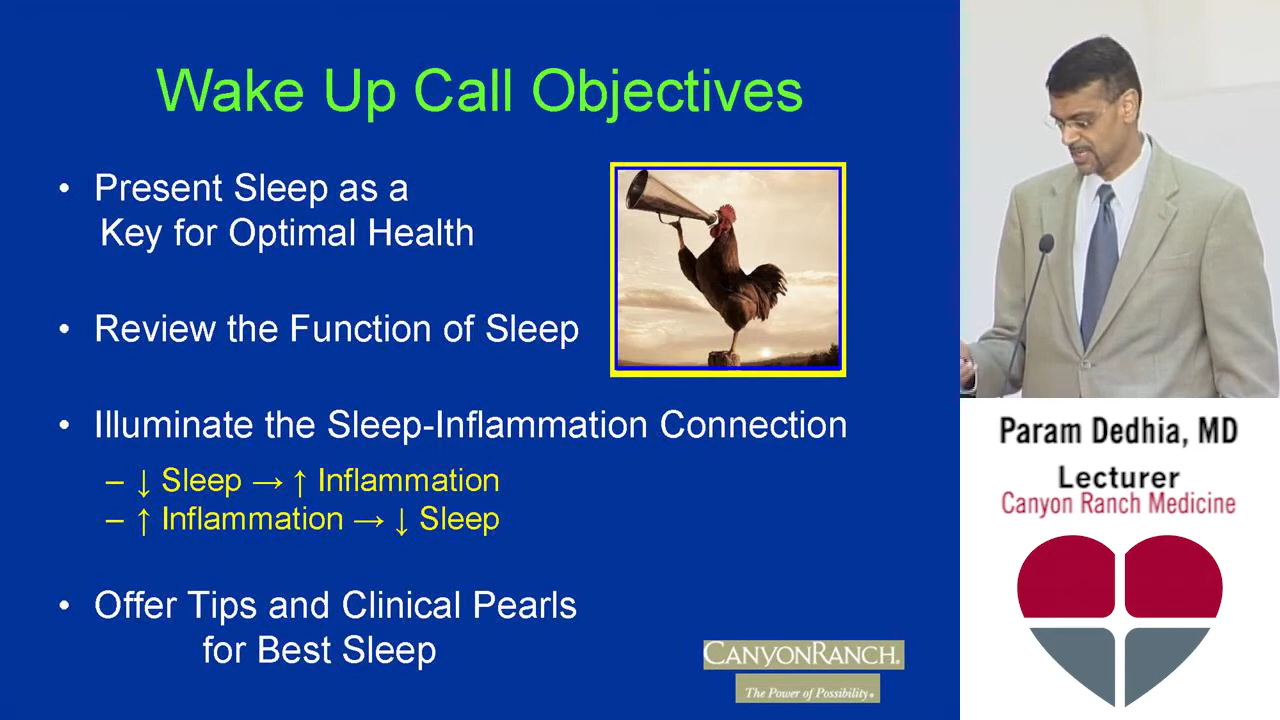 Wake Up Call Objectives
• Present Sleep as a
Key for Optimal Health
• Review the Function of Sleep
• Illuminate the Sleep-Inflammation Connection
– ↓ Sleep → ↑ Inflammation
– ↑ Inflammation → ↓ Sleep
• Offer Tips and Clinical Pearls
for Best Sleep
CANYONRANCH.
The Power of Possibility.
Param Dedhia, MD
Lecturer
Canyon Ranch Medicine